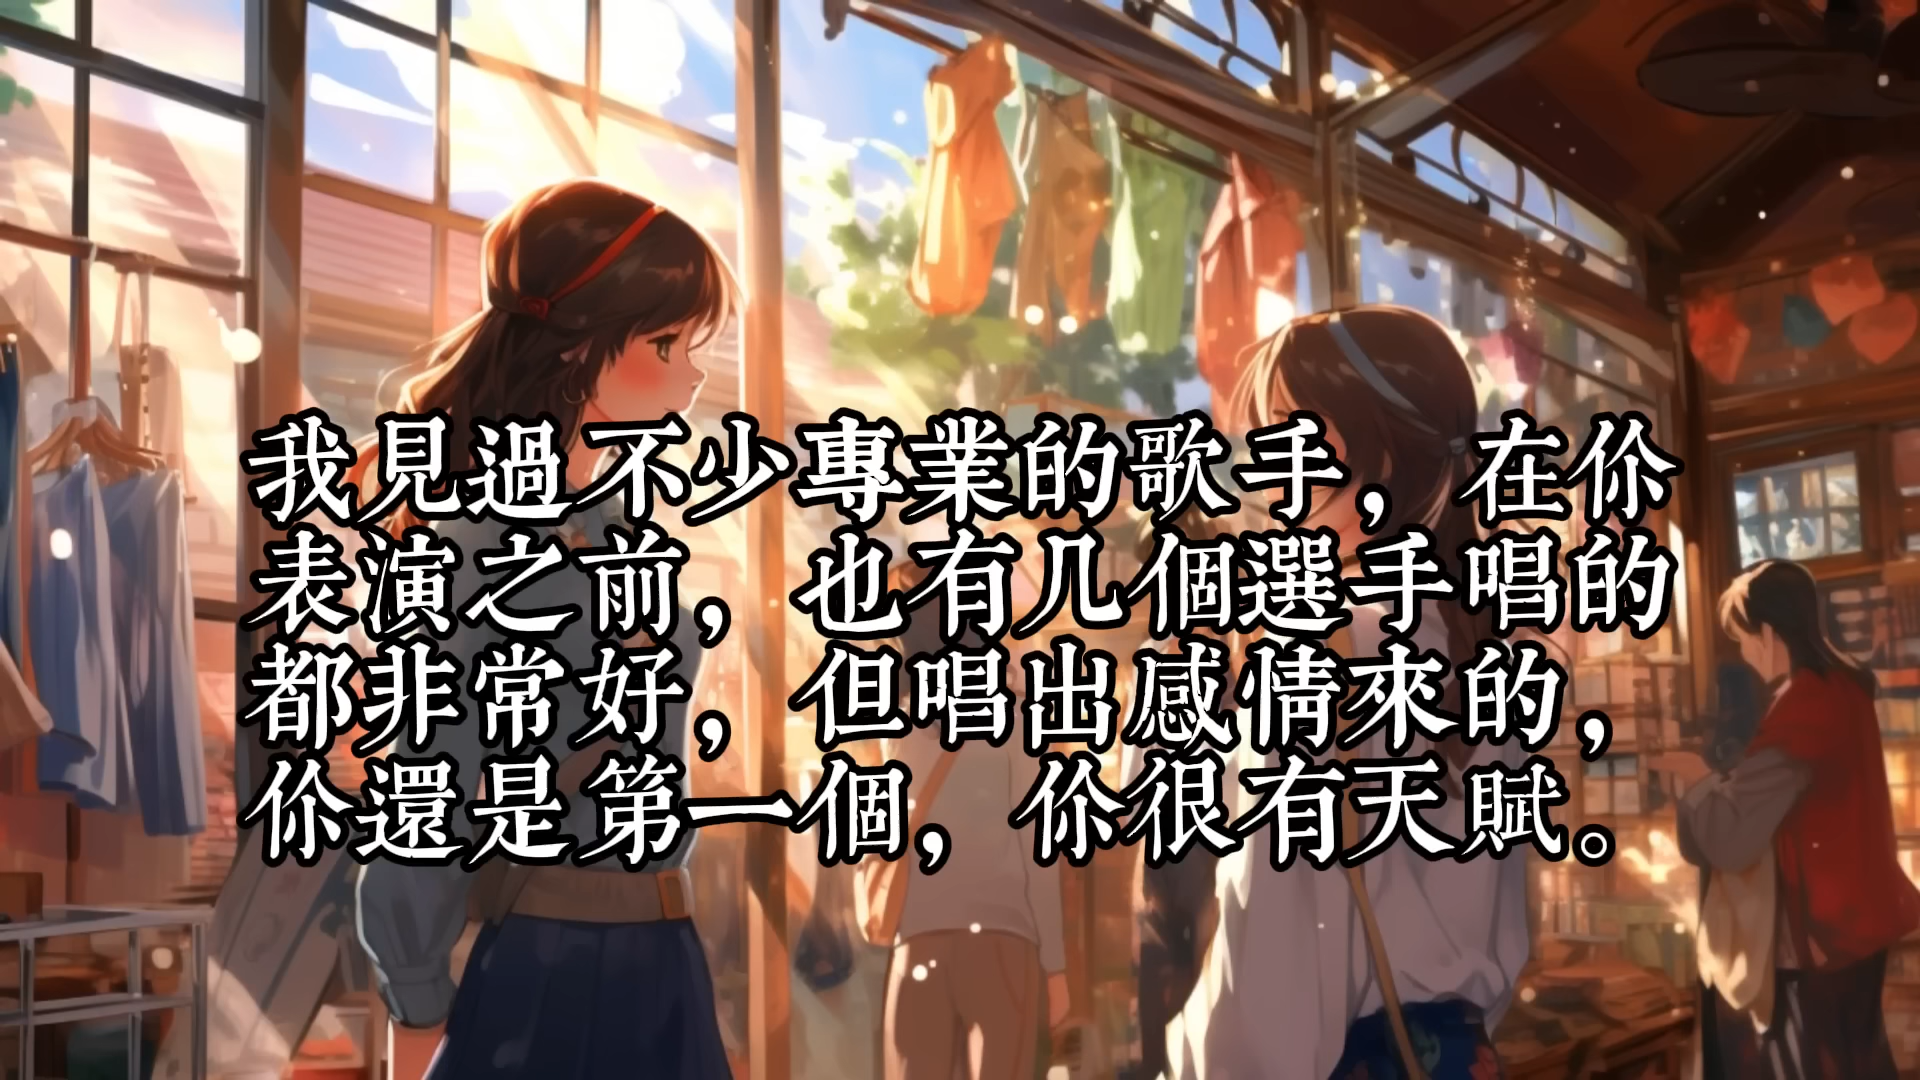 我見過不少專業的歌手，在伱
表演之前，也有几個選手唱的
都非常好，但唱出感情來的，
伱還是第一個，伱很有天賦。